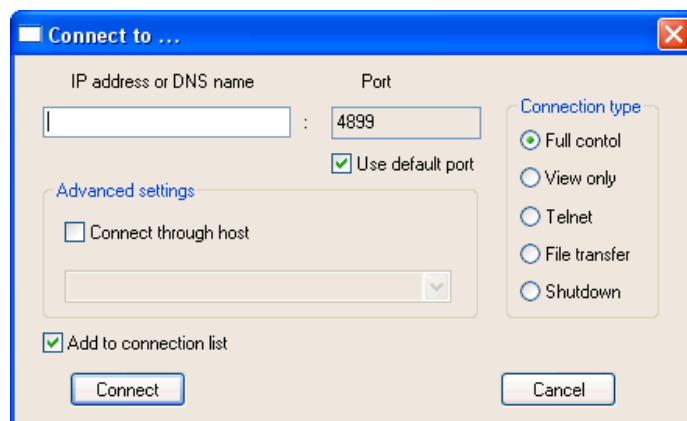 Connect to ...
IP address or DNS name
Port
:
4899
Use default port
Connection type
Full contol
View only
Telnet
File transfer
Shutdown
Advanced settings
Connect through host
Add to connection list
Connect
Cancel